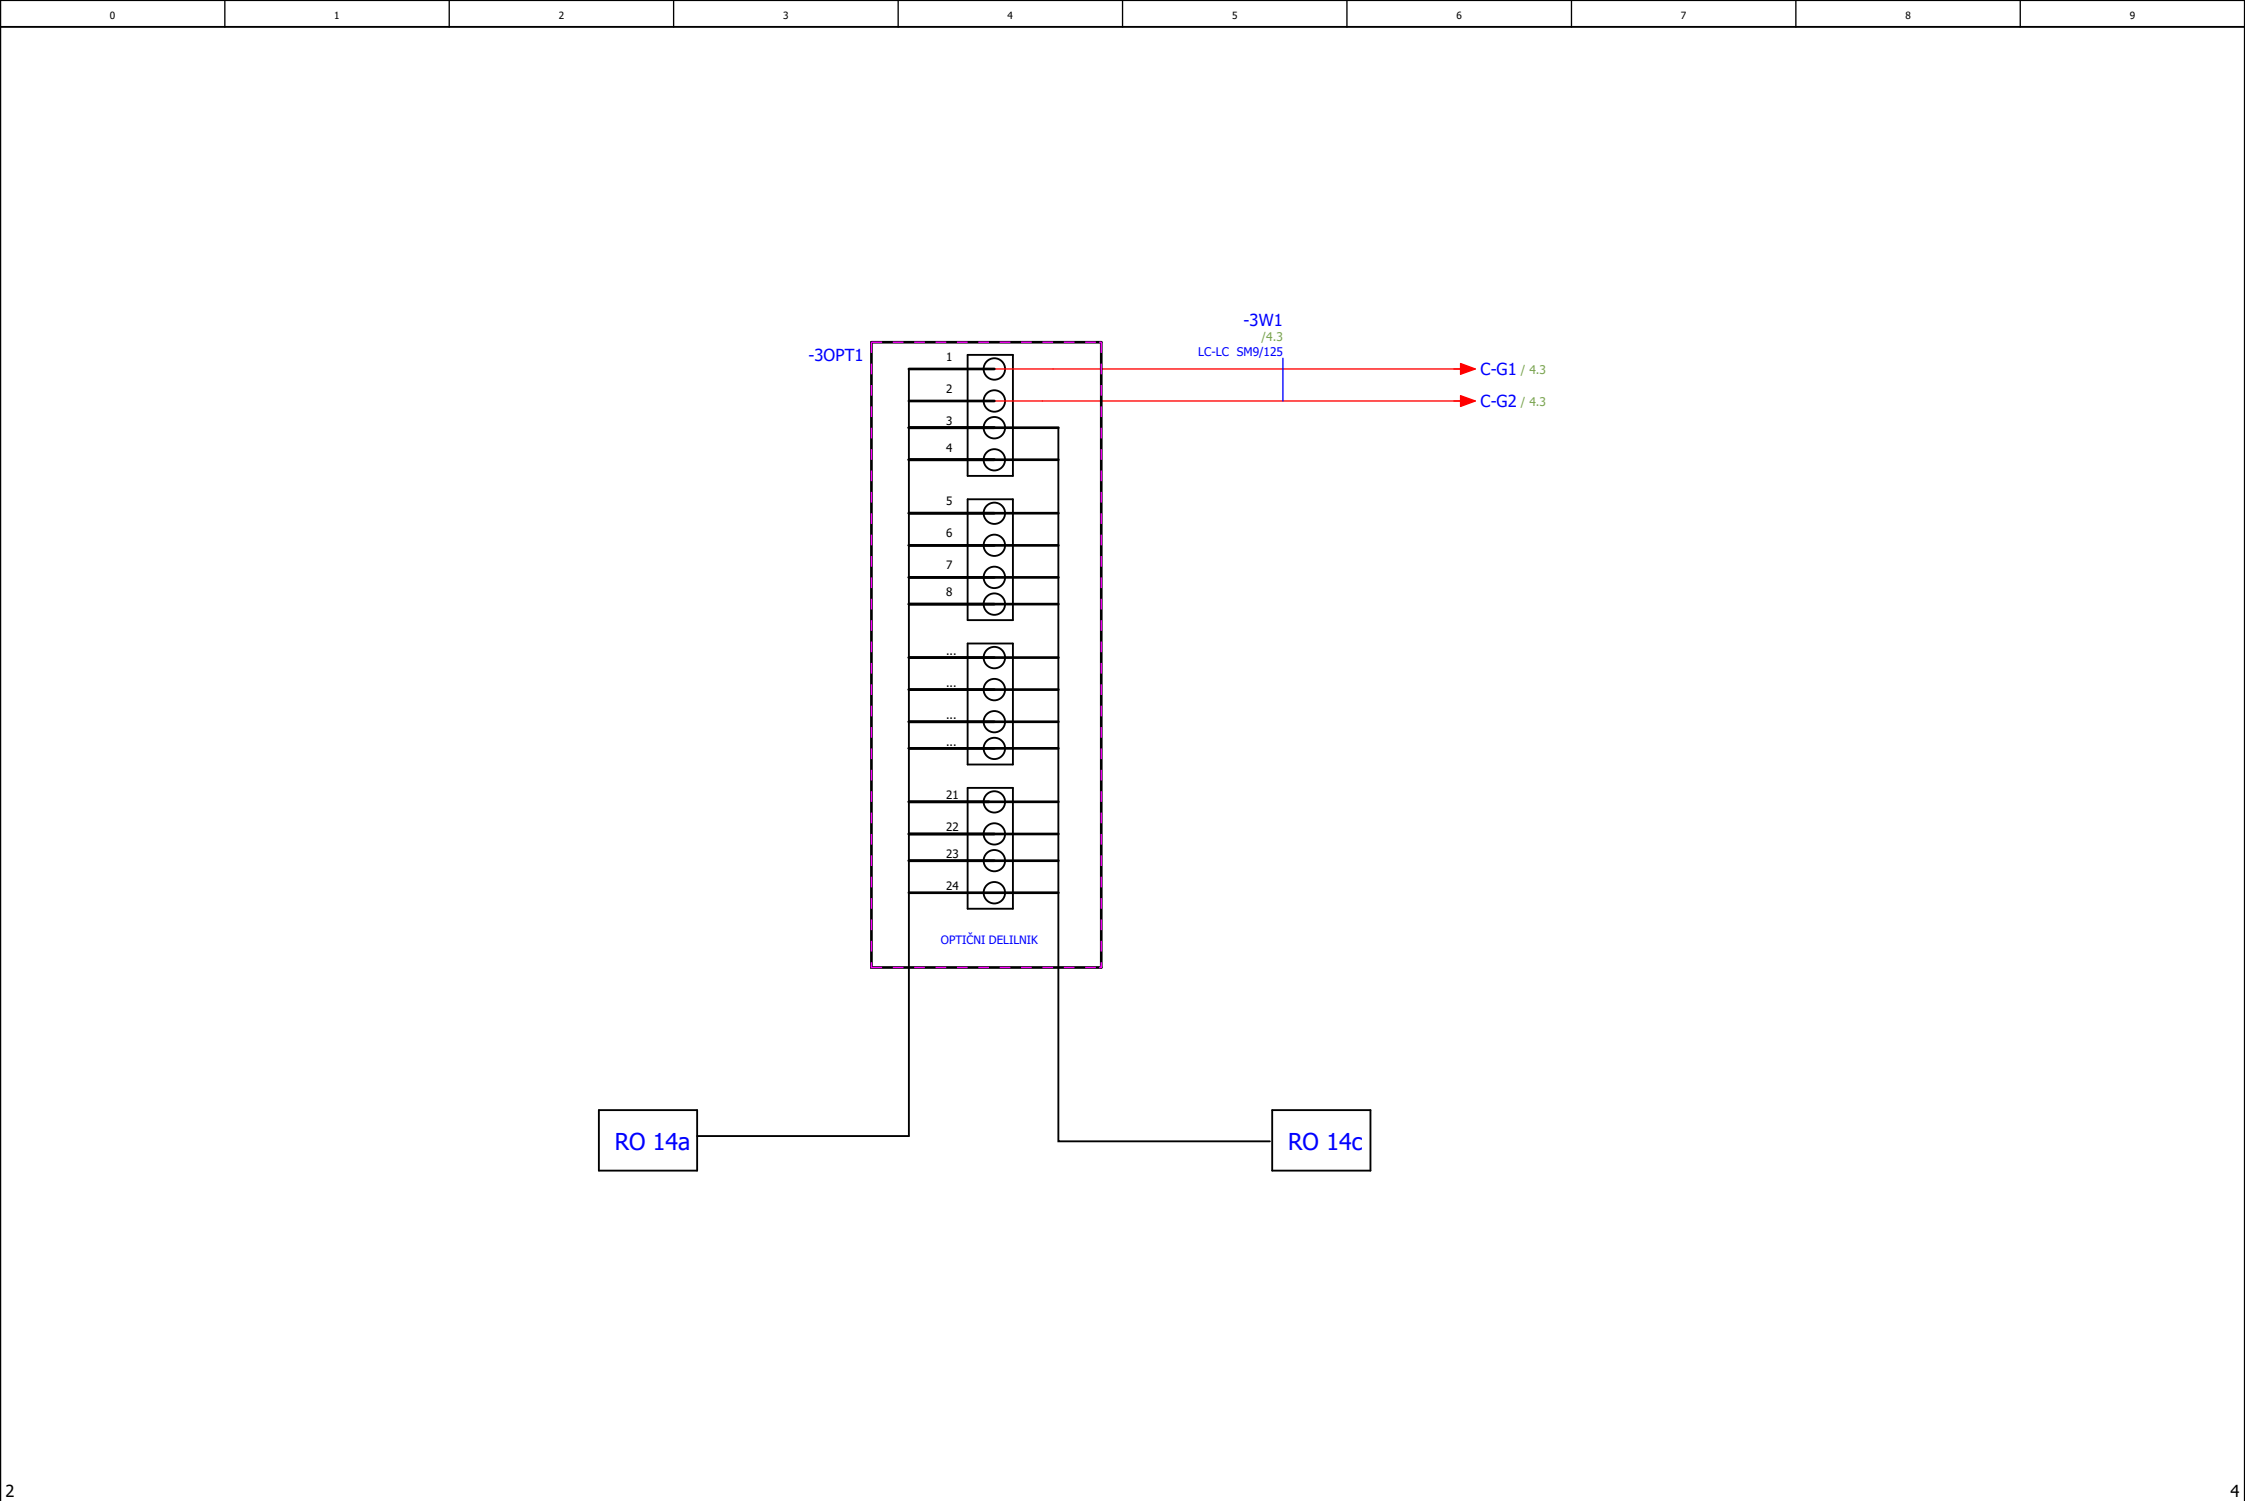 0 1 2 3 4 5 6 7 8 9
-3W1
/4.3
LC-LC SM9/125
-3OPT1
1
C-G1 / 4.3
2
C-G2 / 4.3
3
4
5
6
7
8
...
...
...
...
21
22
23
24
OPTIČNI DELILNIK
RO 14a
RO 14c
2
4